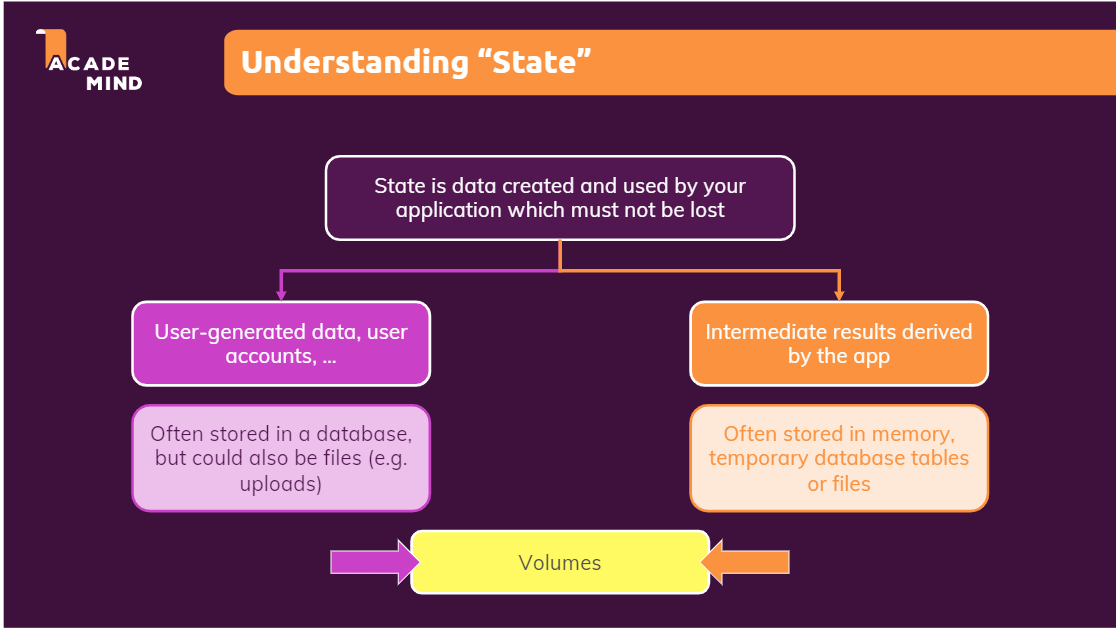 ACADE
MIND
Understanding “State”
State is data created and used by your
application which must not be lost
User-generated data, user
accounts, ...
Intermediate results derived
by the app
Often stored in a database,
but could also be files (e.g.
uploads)
Often stored in memory,
temporary database tables
or files
Volumes